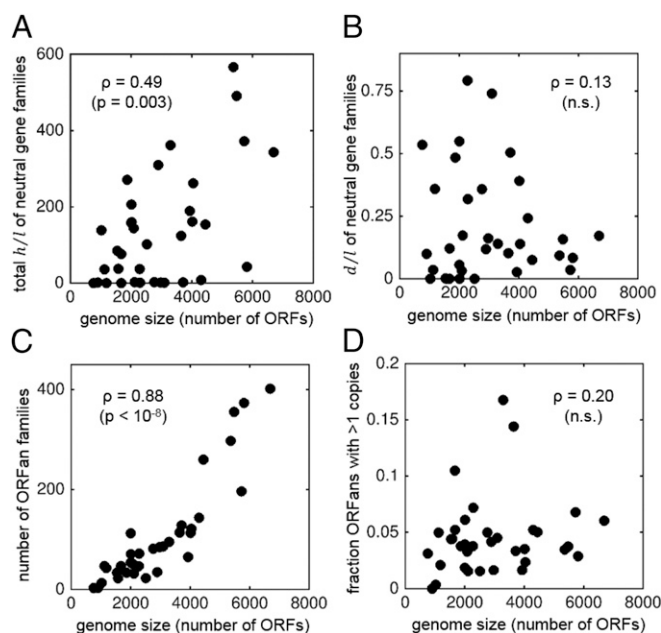 A
total h/l of neutral gene families
600
400
200
0
ρ = 0.49
(p = 0.003)
0 2000 4000 6000 8000
genome size (number of ORFs)
B
d/l of neutral gene families
0.75
0.5
0.25
0
ρ = 0.13
(n.s.)
0 2000 4000 6000 8000
genome size (number of ORFs)
C
number of ORFan families
400
200
0
ρ = 0.88
(p < 10⁻⁸)
0 2000 4000 6000 8000
genome size (number of ORFs)
D
fraction ORFans with >1 copies
0.2
0.15
0.1
0.05
0
ρ = 0.20
(n.s.)
0 2000 4000 6000 8000
genome size (number of ORFs)